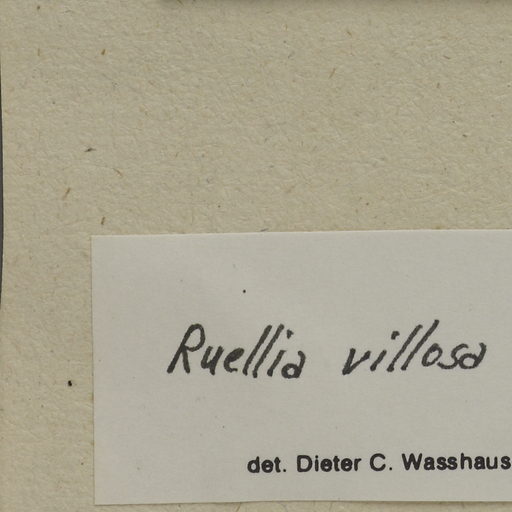 Ruellia villosa
det. Dieter C. Wasshaus